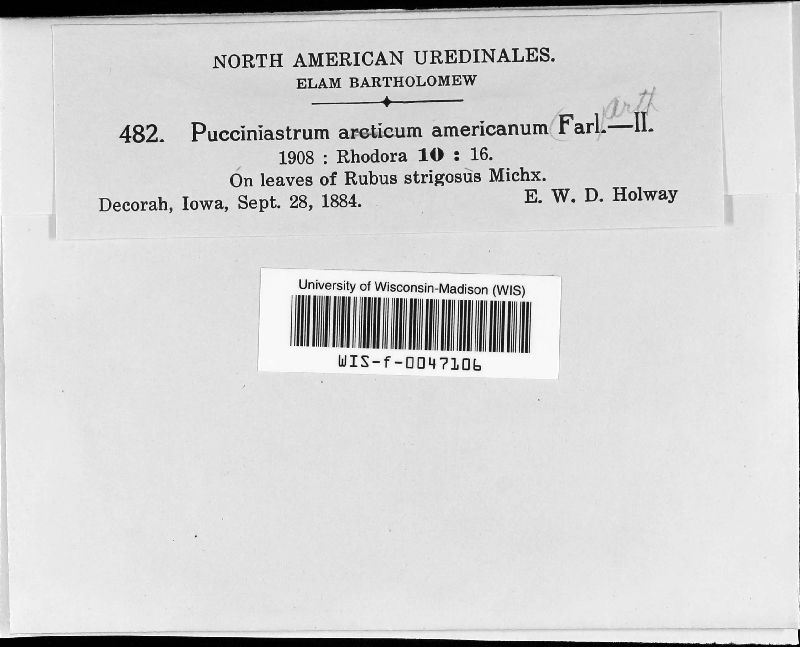 NORTH AMERICAN UREDINALES.
ELAM BARTHOLOMEW
482. Pucciniastrum arcticum americanum (Farl.) Arth—II.
1908 : Rhodora 10 : 16.
On leaves of Rubus strigosus Michx.
Decorah, Iowa, Sept. 28, 1884. E. W. D. Holway
University of Wisconsin-Madison (WIS)
WIS-f-0047106